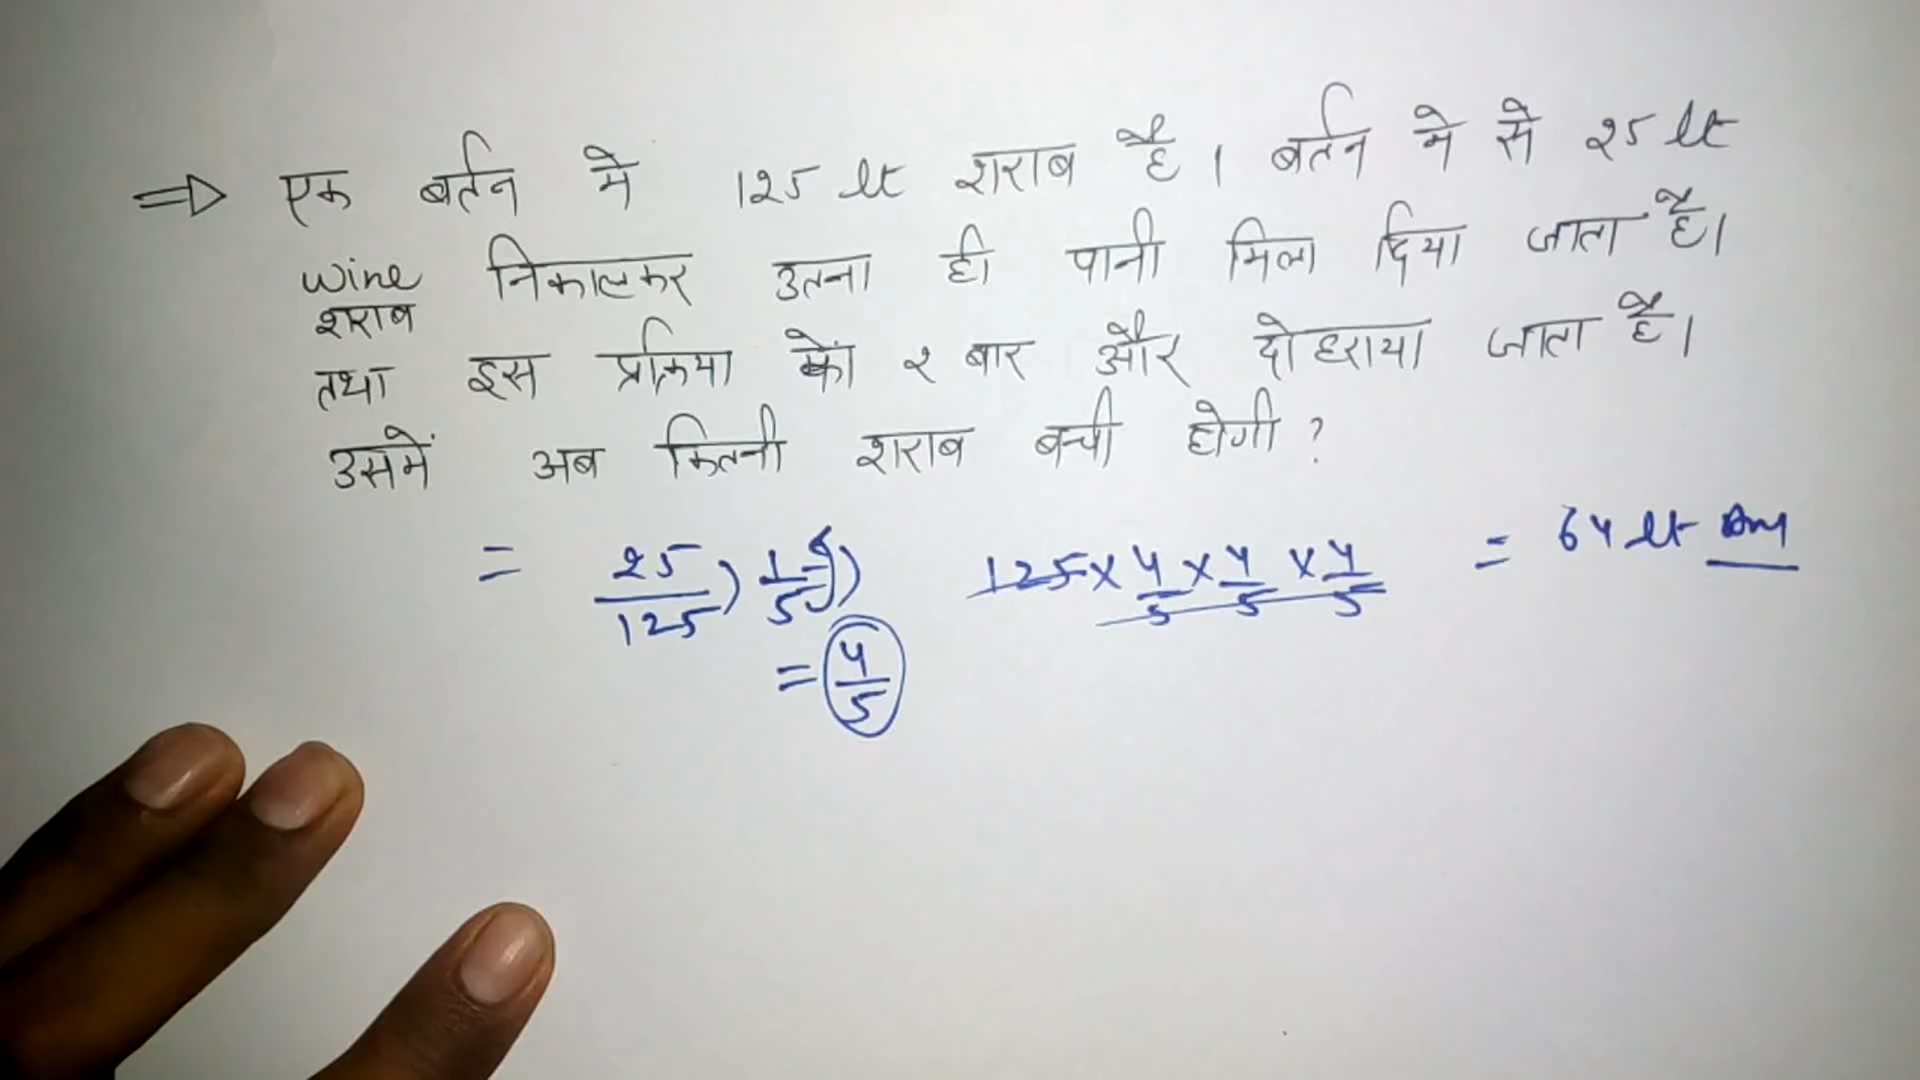 ⇒ एक बर्तन मे 125 lt शराब है। बर्तन मे से 25 lt
wine निकालकर उतना ही पानी मिला दिया जाता है।
शराब
तथा इस प्रक्रिया को २ बार और दोहराया जाता है।
उसमें अब कितनी शराब बची होगी?
= 25/125) 1/5) 125 × 4/5 × 4/5 × 4/5 = 64 lt Ans
= 4/5